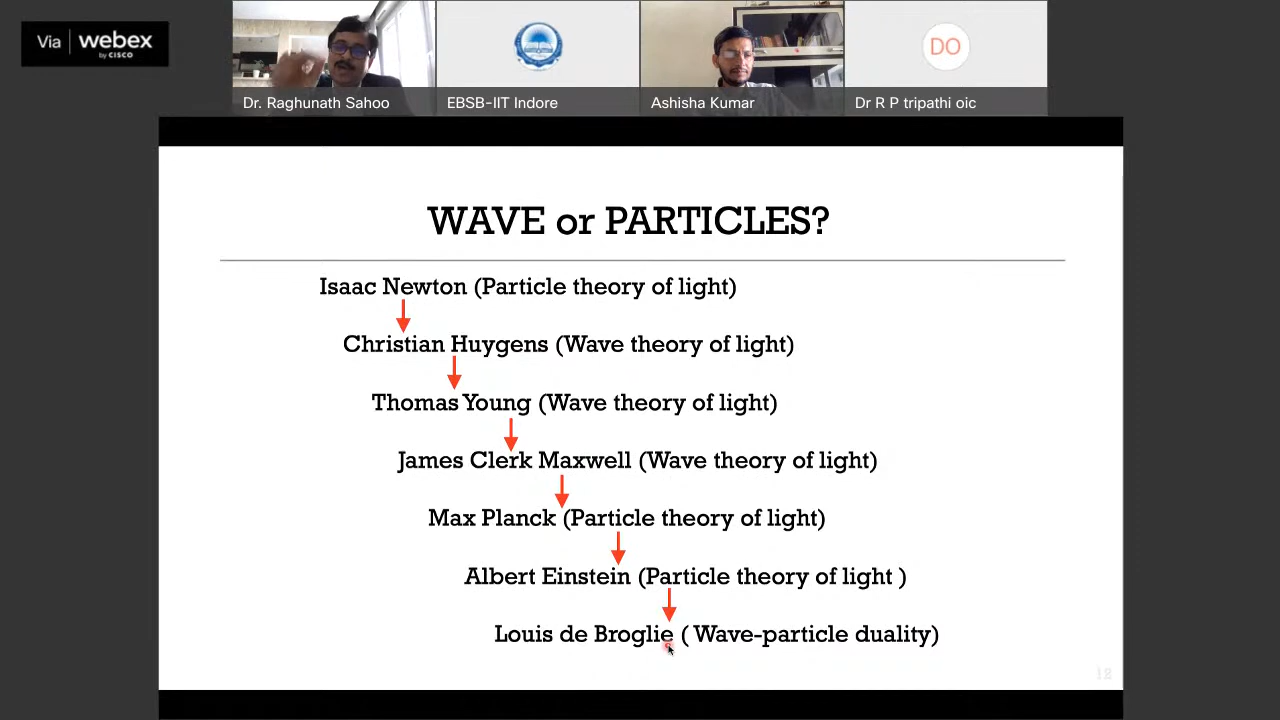 Via webex
by CISCO
Dr. Raghunath Sahoo
EBSB-IIT Indore
Ashisha Kumar
DO
Dr R P tripathi oic
WAVE or PARTICLES?
Isaac Newton (Particle theory of light)
Christian Huygens (Wave theory of light)
Thomas Young (Wave theory of light)
James Clerk Maxwell (Wave theory of light)
Max Planck (Particle theory of light)
Albert Einstein (Particle theory of light )
Louis de Broglie ( Wave-particle duality)
12